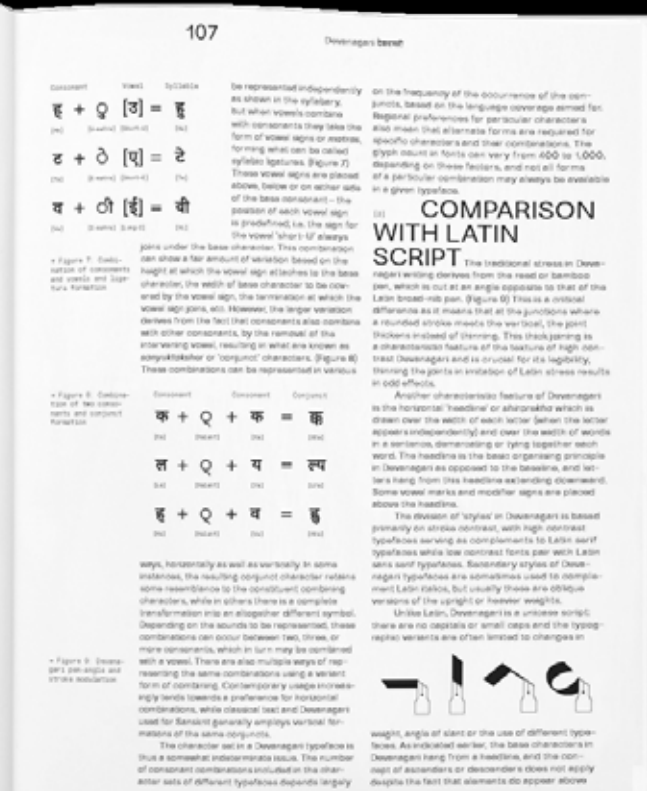 107
Devanagari
Consonant Vowel Syllable
ह + ु [उ] = हु
ट + े [ए] = टे
व + ी [ई] = वी
be represented independently
as shown in the syllabary,
but when vowels combine
with consonants they take the
form of vowel signs or matras,
forming what can be called
syllabic ligatures. (Figure 7)
These vowel signs are placed
above, below or on either side
of the base consonant – the
position of each vowel sign
is predefined, i.e. the sign for
the vowel 'short-U' always
joins under the base character. This combination
can show a fair amount of variation based on the
height at which the vowel sign attaches to the base
character, the width of base character to be cov-
ered by the vowel sign, the termination at which the
vowel sign joins, etc. However, the larger variation
derives from the fact that consonants also combine
with other consonants, by the removal of the
intervening vowel, resulting in what are known as
or 'conjunct' characters. (Figure 8)
These combinations can be represented in various
Figure 7. Combi-
nation of consonants
and vowels and liga-
ture formation
Figure 8. Combina-
tion of two conso-
nants and conjunct
formation
Consonant Consonant Conjunct
क + ् + क = क्क
ल + ् + य = ल्य
ह + ् + व = ह्व
ways, horizontally as well as vertically. In some
instances, the resulting conjunct character retains
some resemblance to the constituent combining
characters, while in others there is a complete
transformation into an altogether different symbol.
Depending on the sounds to be represented, these
combinations can occur between two, three, or
more consonants, which in turn may be combined
with a vowel. There are also multiple ways of rep-
resenting the same combinations using a variant
form of combining. Contemporary usage increas-
ingly tends towards a preference for horizontal
combinations, while classical text and Devanagari
used for Sanskrit generally employs vertical for-
mations of the same conjuncts.
The character set in a Devanagari typeface is
thus a somewhat indeterminate issue. The number
of consonant combinations included in the char-
acter sets of different typefaces depends largely
Figure 9. Devana-
gari pen-angle and
stroke modulation
on the frequency of the occurrence of the con-
juncts, based on the language coverage aimed for.
Regional preferences for particular characters
also mean that alternate forms are required for
specific characters and their combinations. The
glyph count in fonts can vary from 400 to 1,000,
depending on these factors, and not all forms
of a particular combination may always be available
in a given typeface.
COMPARISON
WITH LATIN
SCRIPT The traditional stress in Deva-
nagari writing derives from the reed or bamboo
pen, which is cut at an angle opposite to that of the
Latin broad-nib pen. (Figure 9) This is a critical
difference as it means that at the junctions where
a rounded stroke meets the vertical, the joint
thickens instead of thinning. This thick joining is
a characteristic feature of the texture of high con-
trast Devanagari and is crucial for its legibility,
thinning the joints in imitation of Latin stress results
in odd effects.
Another characteristic feature of Devanagari
is the horizontal 'headline' or shirorekha which is
drawn over the width of each letter (when the letter
appears independently) and over the width of words
in a sentence, demarcating or tying together each
word. The headline is the basic organising principle
in Devanagari as opposed to the baseline, and let-
ters hang from this headline extending downward.
Some vowel marks and modifier signs are placed
above the headline.
The division of 'styles' in Devanagari is based
primarily on stroke contrast, with high contrast
typefaces serving as complements to Latin serif
typefaces while low contrast fonts pair with Latin
sans serif typefaces. Secondary styles of Deva-
nagari typefaces are sometimes used to comple-
ment Latin italics, but usually these are oblique
versions of the upright or heavier weights.
Unlike Latin, Devanagari is a unicase script;
there are no capitals or small caps and the typog-
raphic variants are often limited to changes in
weight, angle of slant or the use of different type-
faces. As indicated earlier, the base characters in
Devanagari hang from a headline, and the con-
cept of ascenders or descenders does not apply
despite the fact that elements do appear above